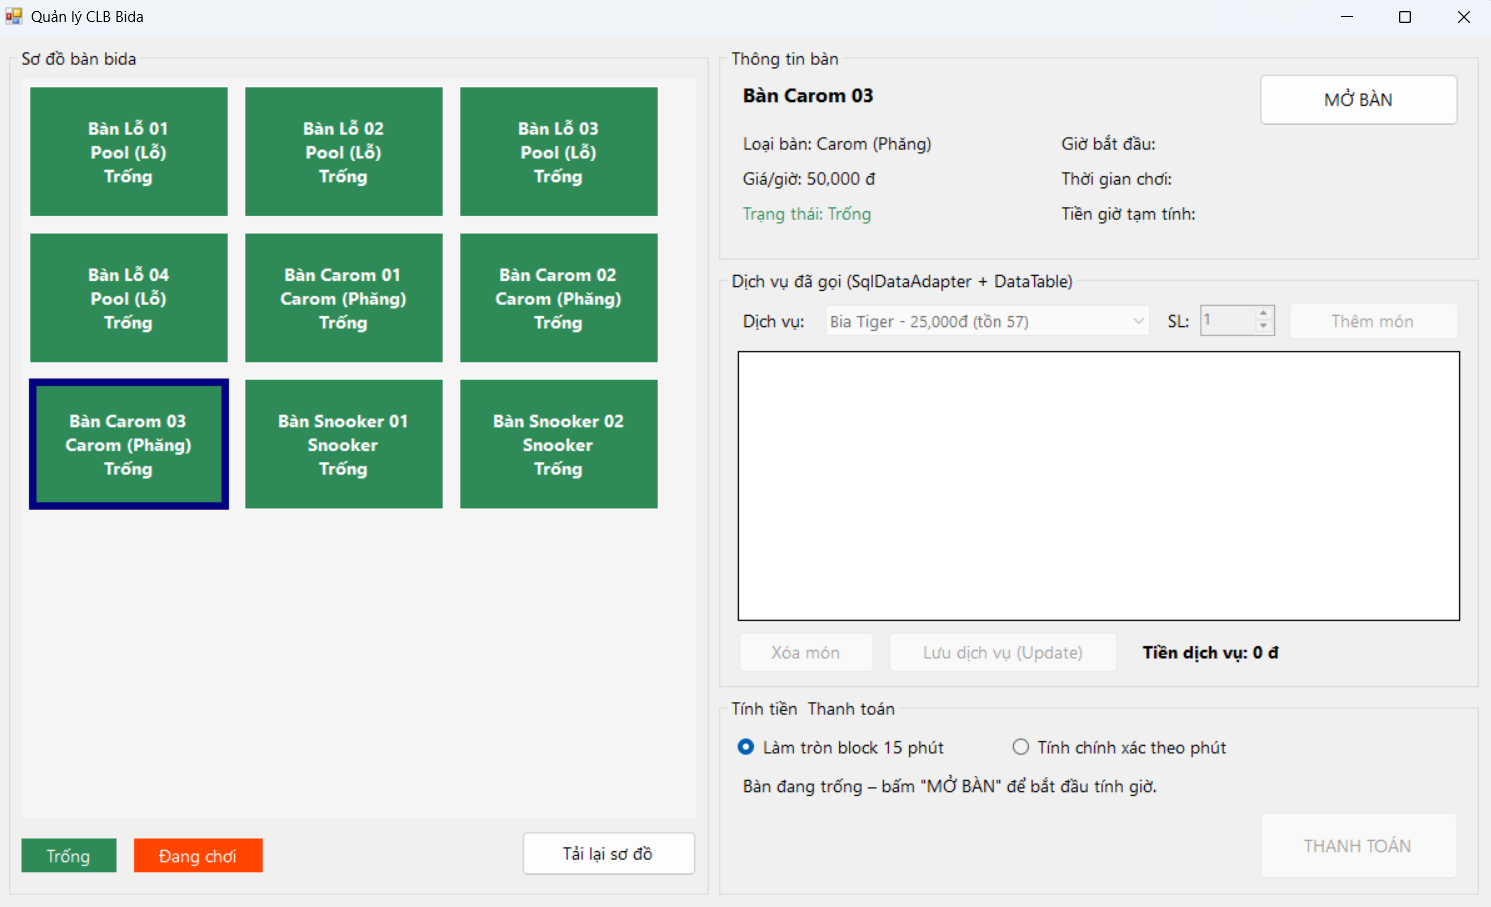 Quản lý CLB Bida
Sơ đồ bàn bida
Bàn Lỗ 01
Pool (Lỗ)
Trống
Bàn Lỗ 02
Pool (Lỗ)
Trống
Bàn Lỗ 03
Pool (Lỗ)
Trống
Bàn Lỗ 04
Pool (Lỗ)
Trống
Bàn Carom 01
Carom (Phăng)
Trống
Bàn Carom 02
Carom (Phăng)
Trống
Bàn Carom 03
Carom (Phăng)
Trống
Bàn Snooker 01
Snooker
Trống
Bàn Snooker 02
Snooker
Trống
Trống
Đang chơi
Tải lại sơ đồ
Thông tin bàn
Bàn Carom 03
MỞ BÀN
Loại bàn: Carom (Phăng)
Giờ bắt đầu:
Giá/giờ: 50,000 đ
Thời gian chơi:
Trạng thái: Trống
Tiền giờ tạm tính:
Dịch vụ đã gọi (SqlDataAdapter + DataTable)
Dịch vụ: Bia Tiger - 25,000đ (tồn 57) SL: 1 Thêm món
Xóa món
Lưu dịch vụ (Update)
Tiền dịch vụ: 0 đ
Tính tiền Thanh toán
Làm tròn block 15 phút
Tính chính xác theo phút
Bàn đang trống – bấm "MỞ BÀN" để bắt đầu tính giờ.
THANH TOÁN